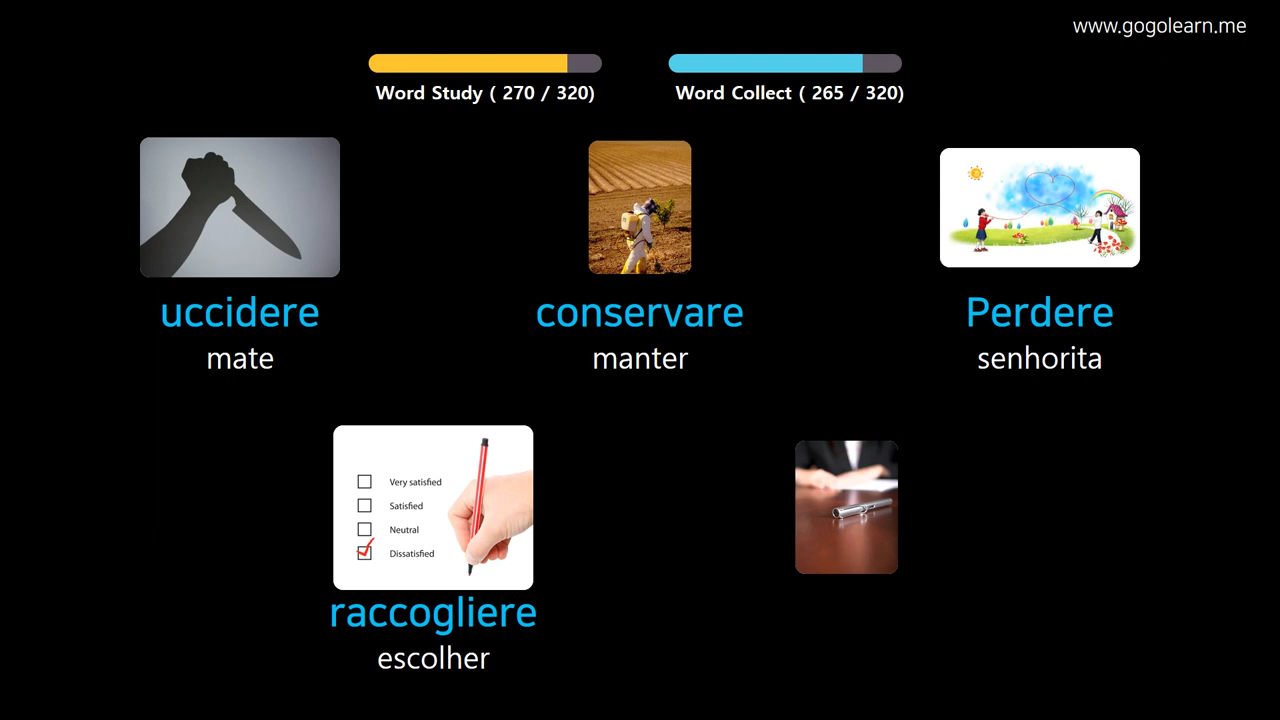 www.gogolearn.me
Word Study ( 270 / 320)
Word Collect ( 265 / 320)
uccidere
mate
conservare
manter
Perdere
senhorita
Very satisfied
Satisfied
Neutral
Dissatisfied
raccogliere
escolher